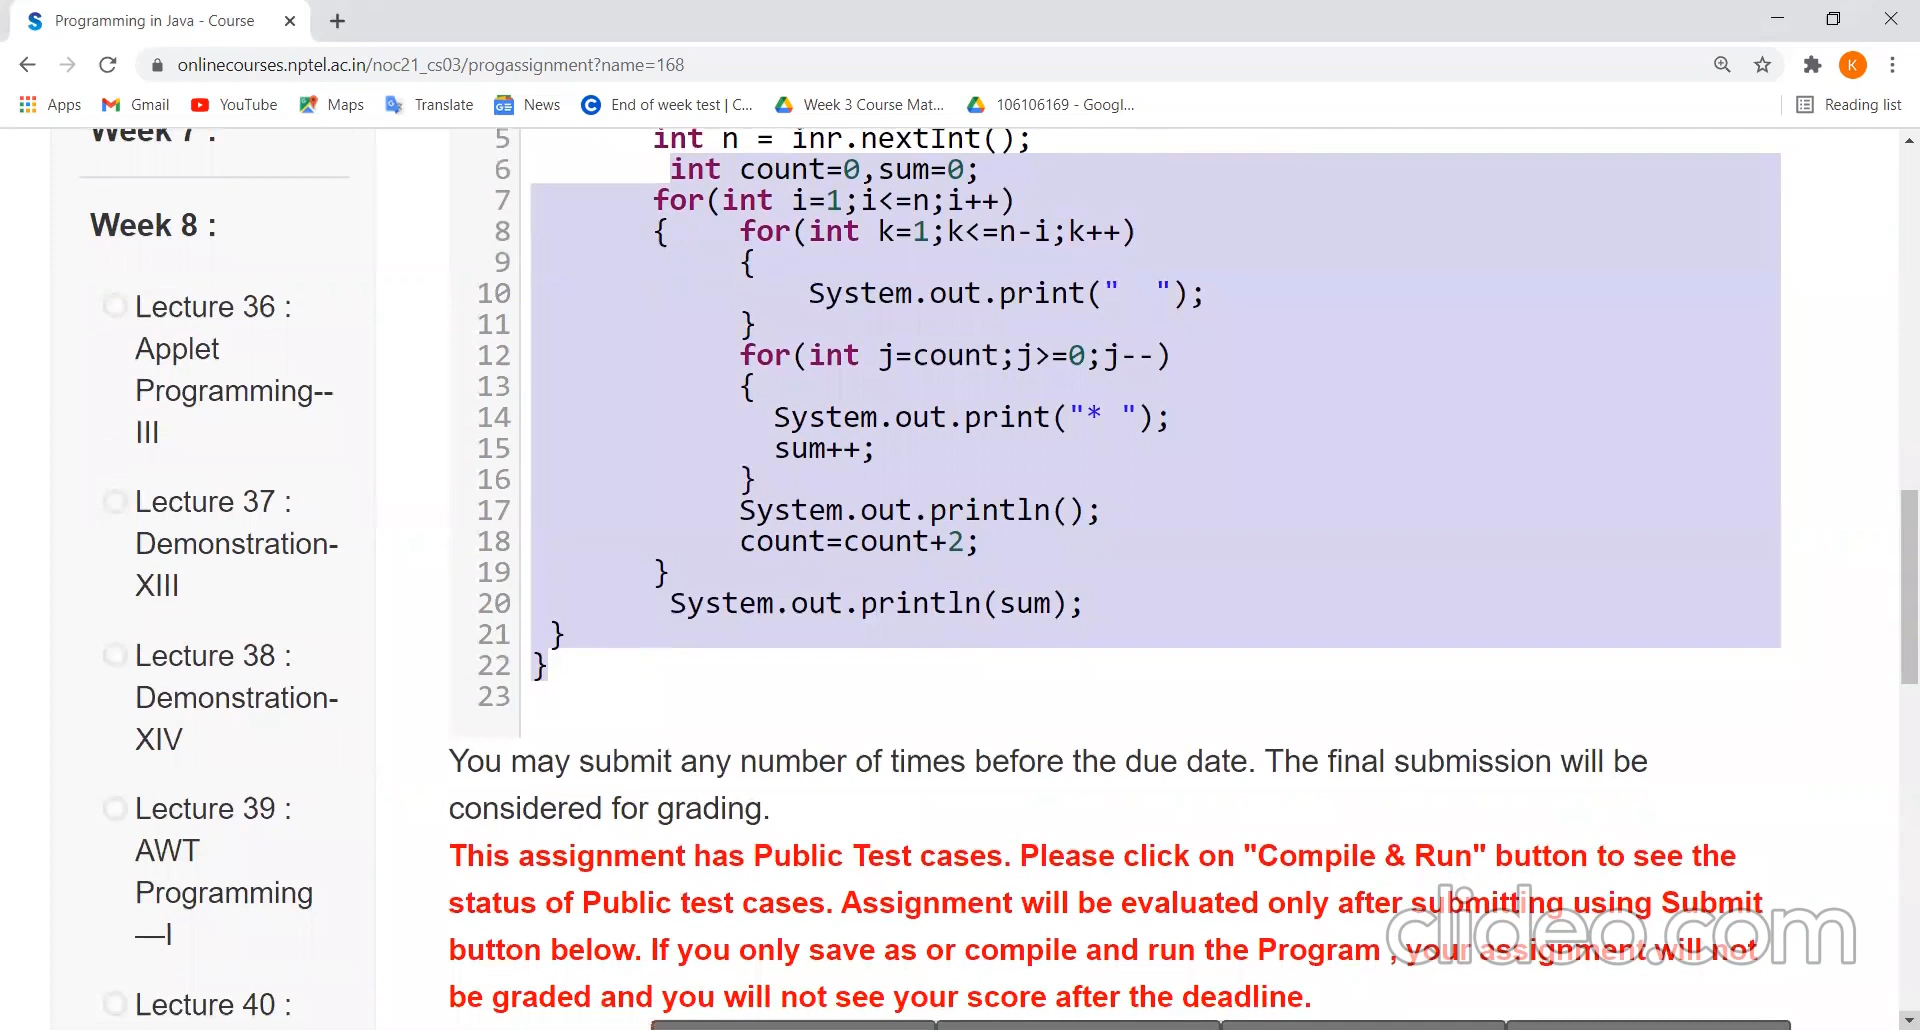 Programming in Java - Course
onlinecourses.nptel.ac.in/noc21_cs03/progassignment?name=168
K
Apps
Gmail
YouTube
Maps
Translate
News
End of week test | C...
Week 3 Course Mat...
106106169 - Googl...
Reading list
Week 7 :
Week 8 :
Lecture 36 :
Applet
Programming--
III
Lecture 37 :
Demonstration-
XIII
Lecture 38 :
Demonstration-
XIV
Lecture 39 :
AWT
Programming
—I
Lecture 40 :
5 int n = inr.nextInt();
6 int count=0,sum=0;
7 for(int i=1;i<=n;i++)
8 { for(int k=1;k<=n-i;k++)
9 {
10 System.out.print("  ");
11 }
12 for(int j=count;j>=0;j--)
13 {
14 System.out.print("* ");
15 sum++;
16 }
17 System.out.println();
18 count=count+2;
19 }
20 System.out.println(sum);
21 }
22 }
23
You may submit any number of times before the due date. The final submission will be
considered for grading.
This assignment has Public Test cases. Please click on "Compile & Run" button to see the
status of Public test cases. Assignment will be evaluated only after submitting using Submit
button below. If you only save as or compile and run the Program , your assignment will not
be graded and you will not see your score after the deadline.
clideo.com